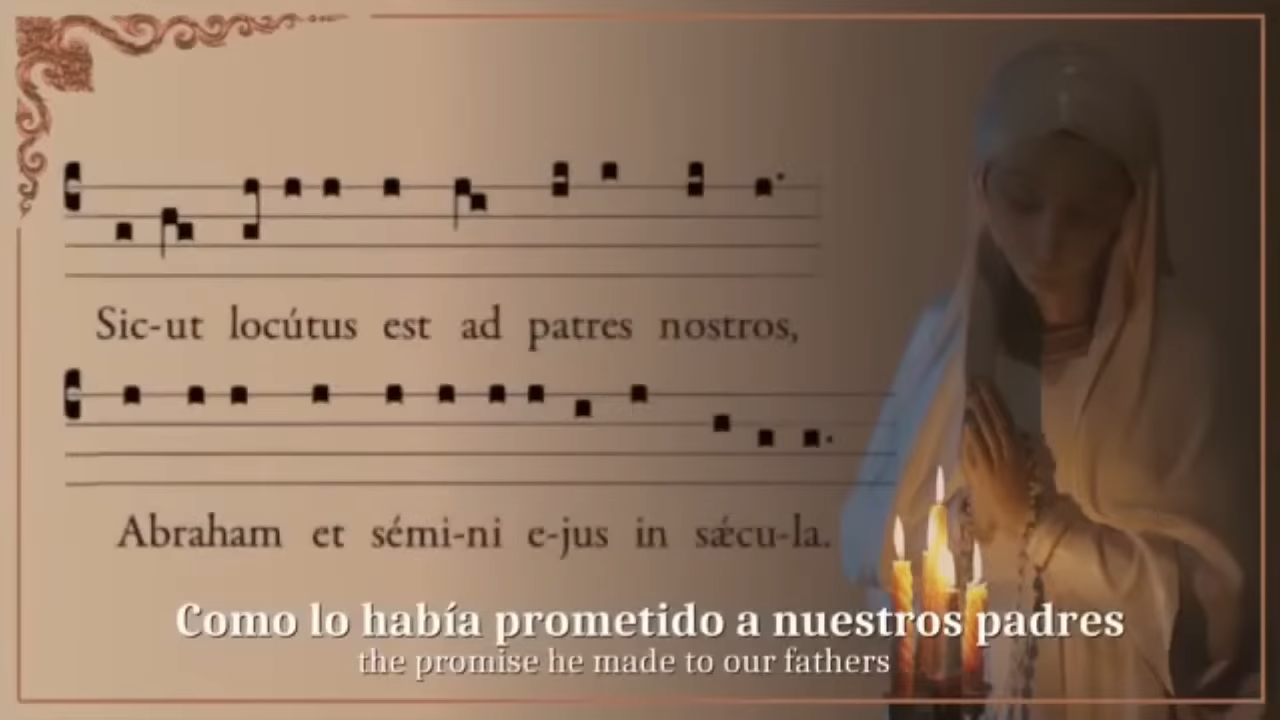 Sic-ut locútus est ad patres nostros,
Abraham et sémi-ni e-jus in sǽcu-la.
Como lo había prometido a nuestros padres
the promise he made to our fathers